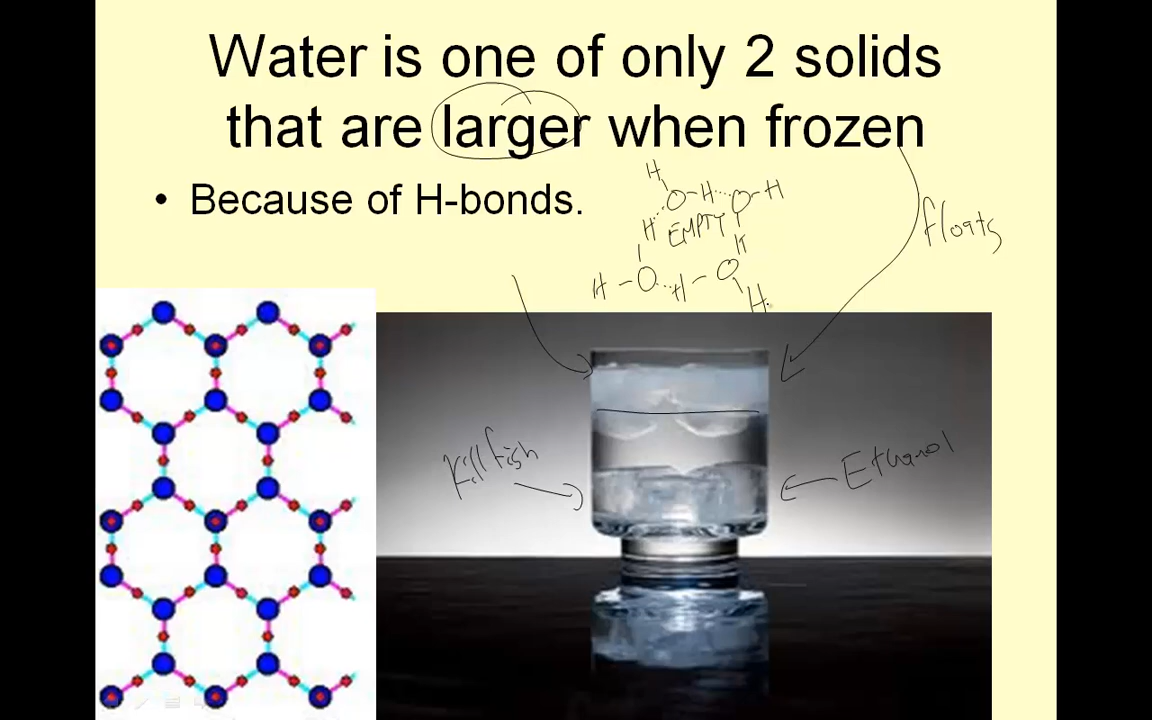 Water is one of only 2 solids
that are larger when frozen
• Because of H-bonds.
H
O-H...O-H
H EMPTY H
H-O...H-O
H
floats
Kill fish
Ethanol